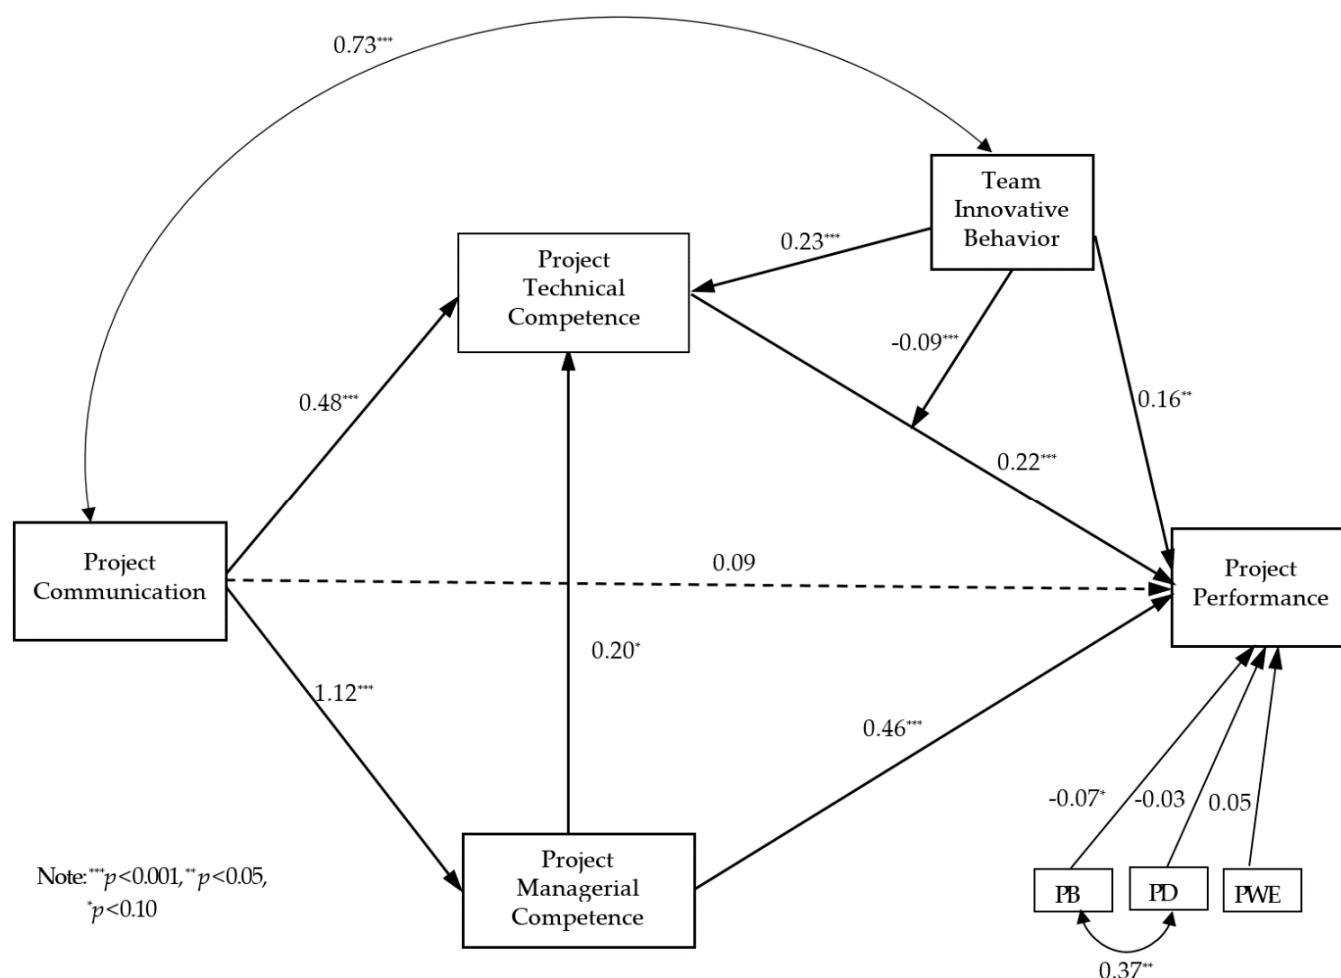 0.73***
Team
Innovative
Behavior
0.23***
Project
Technical
Competence
-0.09***
0.48***
0.16**
0.22***
Project
Communication
0.09
Project
Performance
0.20*
1.12***
0.46***
-0.07*
-0.03
0.05
Project
Managerial
Competence
Note: ***p<0.001, **p<0.05,
*p<0.10
PB
PD
PWE
0.37**